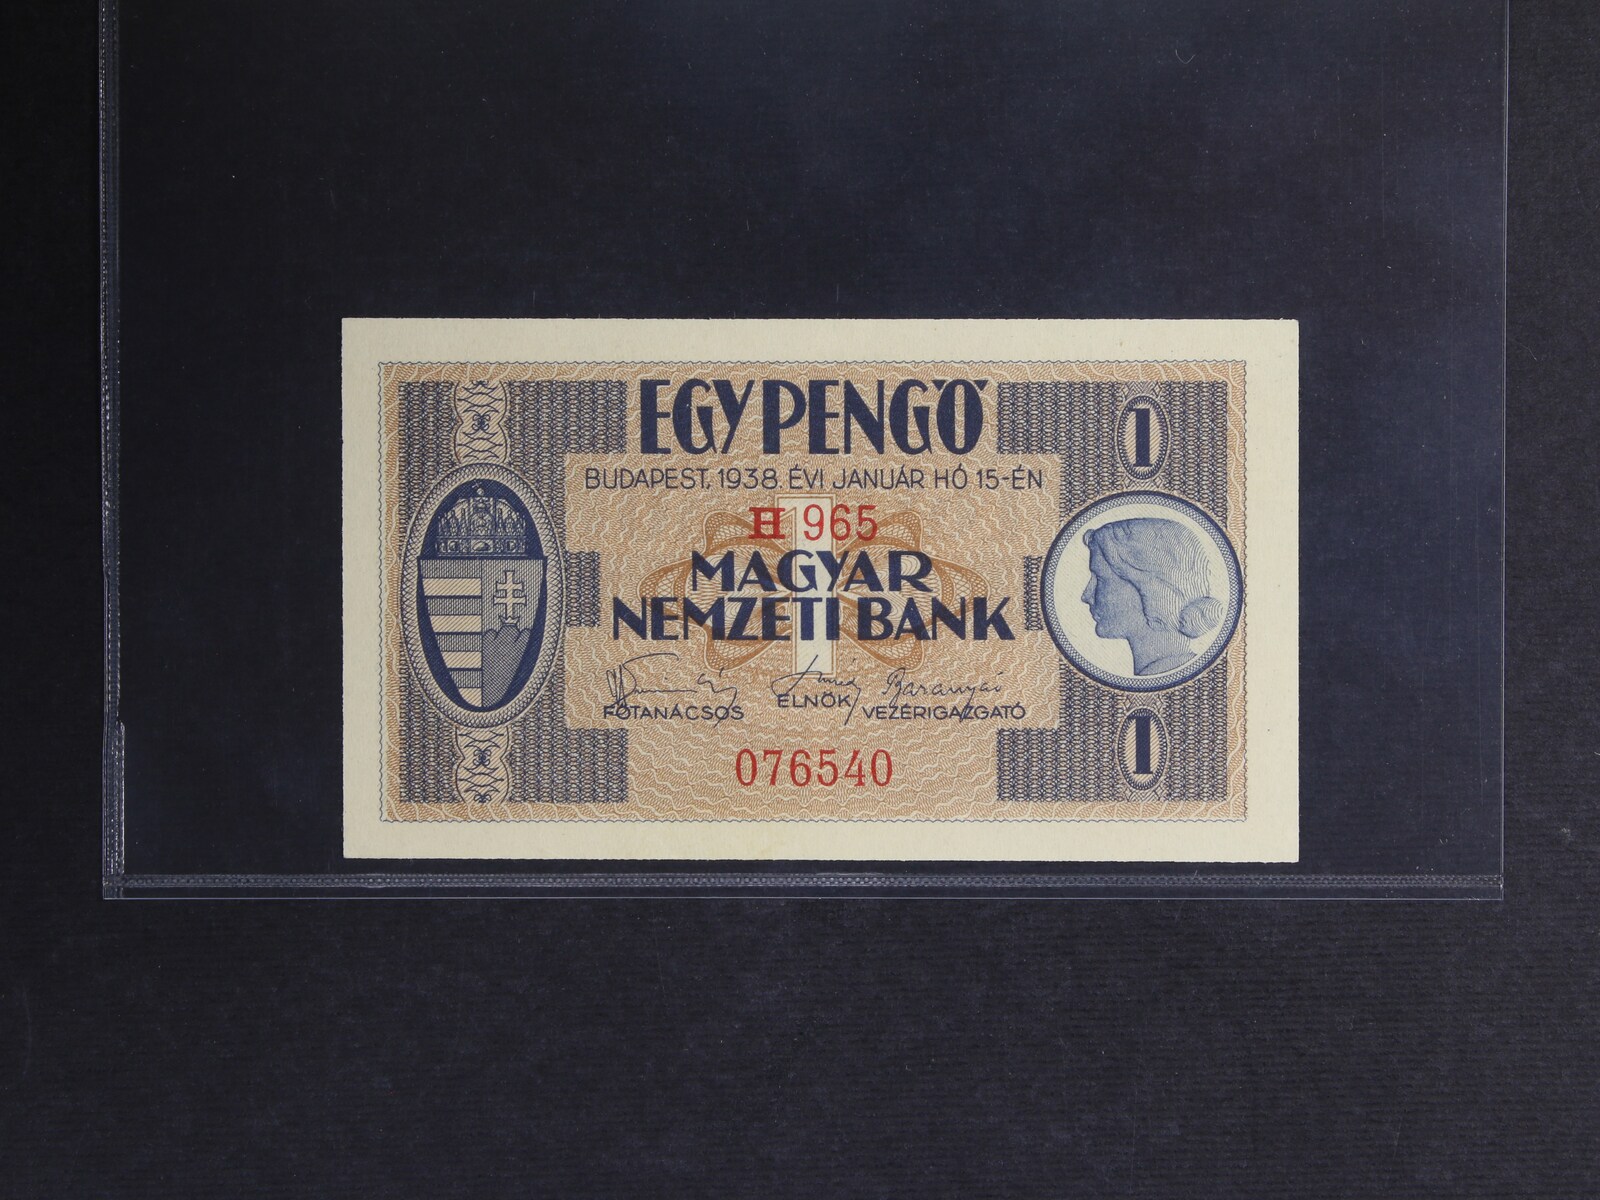 EGY PENGŐ
1
BUDAPEST, 1938. ÉVI JANUÁR HÓ 15-ÉN
H 965
MAGYAR
NEMZETI BANK
Baranyai
FŐTANÁCSOS ELNÖK VEZÉRIGAZGATÓ
1
076540